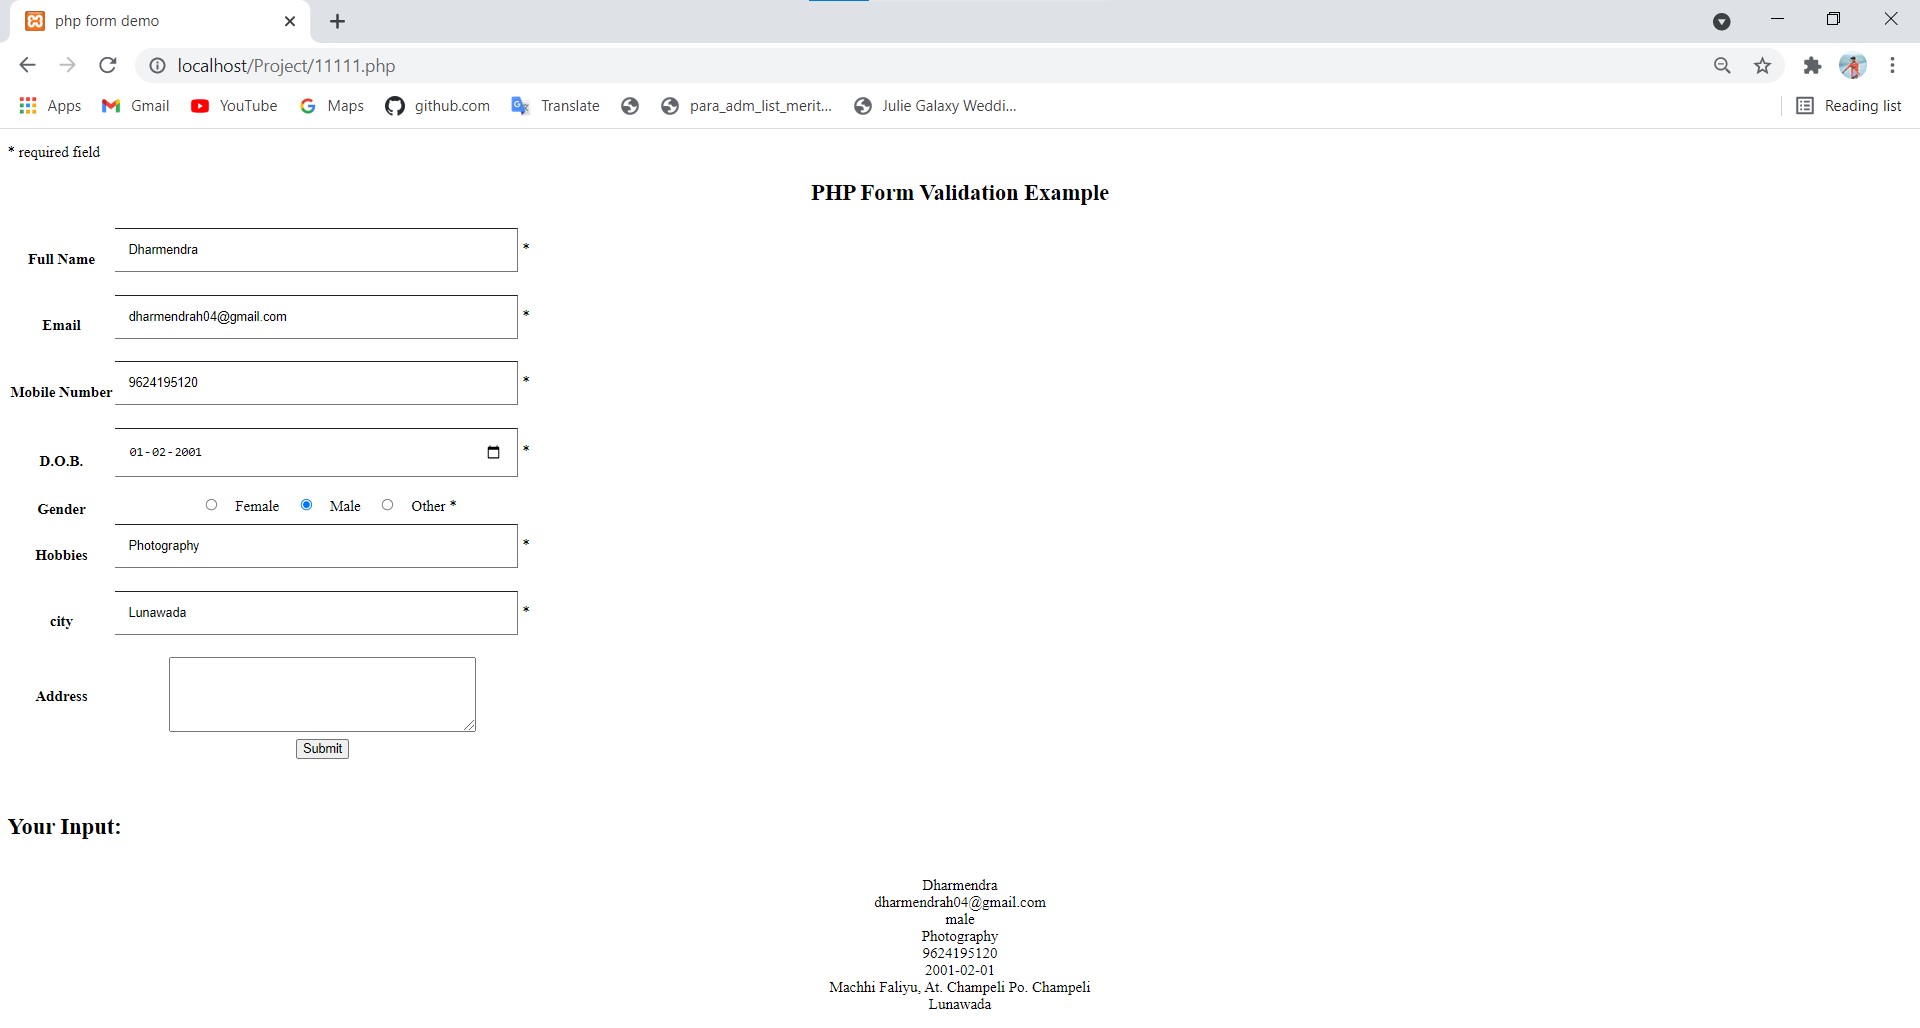 php form demo
localhost/Project/11111.php
Apps Gmail YouTube Maps github.com Translate para_adm_list_merit... Julie Galaxy Weddi... Reading list
* required field
PHP Form Validation Example
Full Name Dharmendra *
Email dharmendrah04@gmail.com *
Mobile Number 9624195120 *
D.O.B. 01-02-2001 *
Gender Female Male Other *
Hobbies Photography *
city Lunawada *
Address
Submit
Your Input:
Dharmendra
dharmendrah04@gmail.com
male
Photography
9624195120
2001-02-01
Machhi Faliyu, At. Champeli Po. Champeli
Lunawada